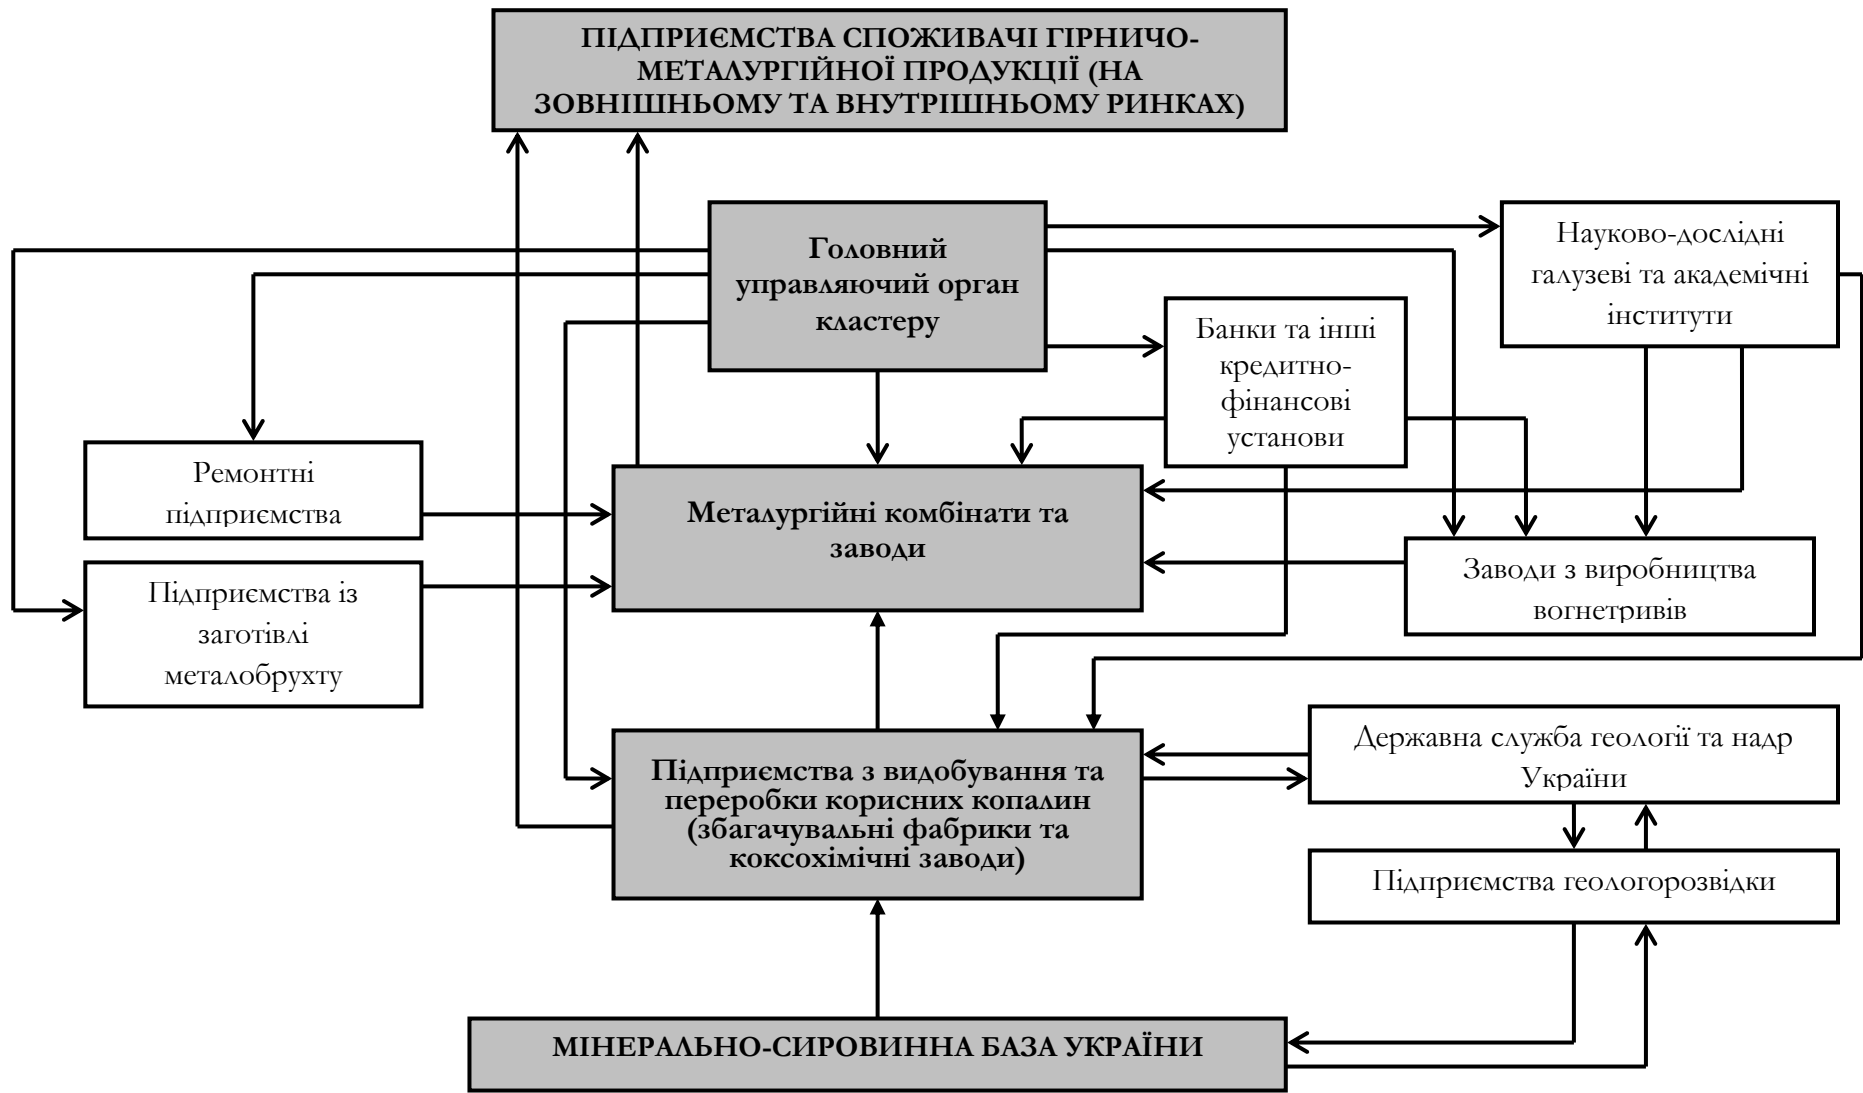 ПІДПРИЄМСТВА СПОЖИВАЧІ ГІРНИЧО-
МЕТАЛУРГІЙНОЇ ПРОДУКЦІЇ (НА
ЗОВНІШНЬОМУ ТА ВНУТРІШНЬОМУ РИНКАХ)
Головний
управляючий орган
кластеру
Науково-дослідні
галузеві та академічні
інститути
Банки та інші
кредитно-
фінансові
установи
Ремонтні
підприємства
Металургійні комбінати та
заводи
Заводи з виробництва
вогнетривів
Підприємства із
заготівлі
металобрухту
Підприємства з видобування та
переробки корисних копалин
(збагачувальні фабрики та
коксохімічні заводи)
Державна служба геології та надр
України
Підприємства геологорозвідки
МІНЕРАЛЬНО-СИРОВИННА БАЗА УКРАЇНИ